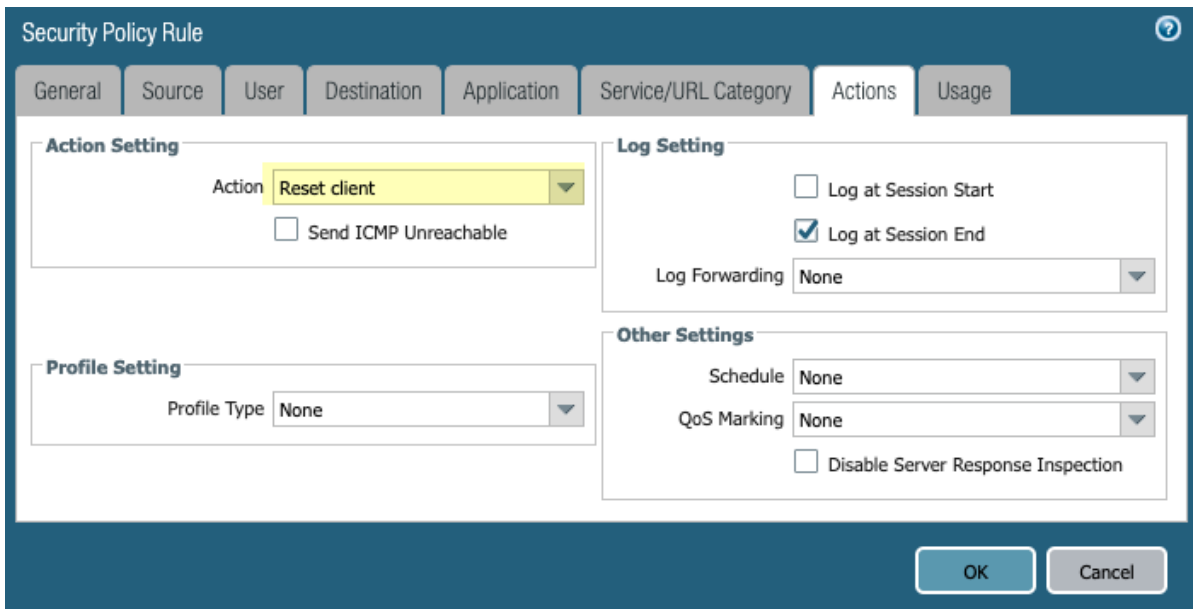 Security Policy Rule
General Source User Destination Application Service/URL Category Actions Usage
Action Setting
Action Reset client
Send ICMP Unreachable
Profile Setting
Profile Type None
Log Setting
Log at Session Start
Log at Session End
Log Forwarding None
Other Settings
Schedule None
QoS Marking None
Disable Server Response Inspection
OK Cancel